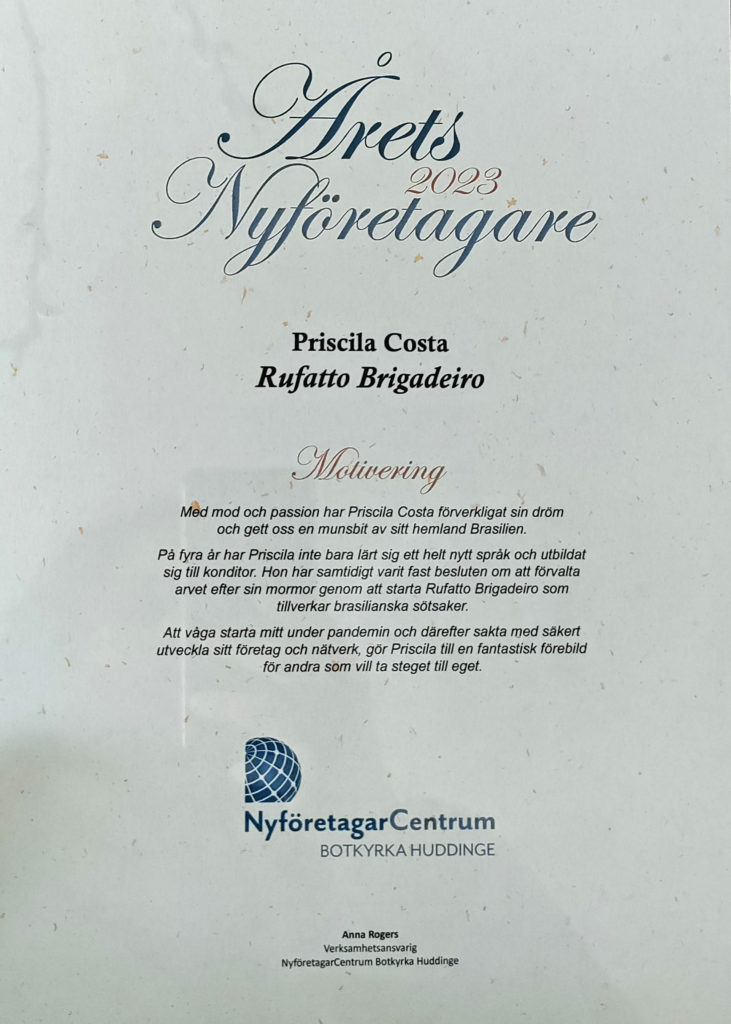 Årets
2023
Nyföretagare
Priscila Costa
Rufatto Brigadeiro
Motivering
Med mod och passion har Priscila Costa förverkligat sin dröm
och gett oss en munsbit av sitt hemland Brasilien.
På fyra år har Priscila inte bara lärt sig ett helt nytt språk och utbildat
sig till konditor. Hon har samtidigt varit fast besluten om att förvalta
arvet efter sin mormor genom att starta Rufatto Brigadeiro som
tillverkar brasilianska sötsaker.
Att våga starta mitt under pandemin och därefter sakta med säkert
utveckla sitt företag och nätverk, gör Priscila till en fantastisk förebild
för andra som vill ta steget till eget.
NyföretagarCentrum
BOTKYRKA HUDDINGE
Anna Rogers
Verksamhetsansvarig
NyföretagarCentrum Botkyrka Huddinge